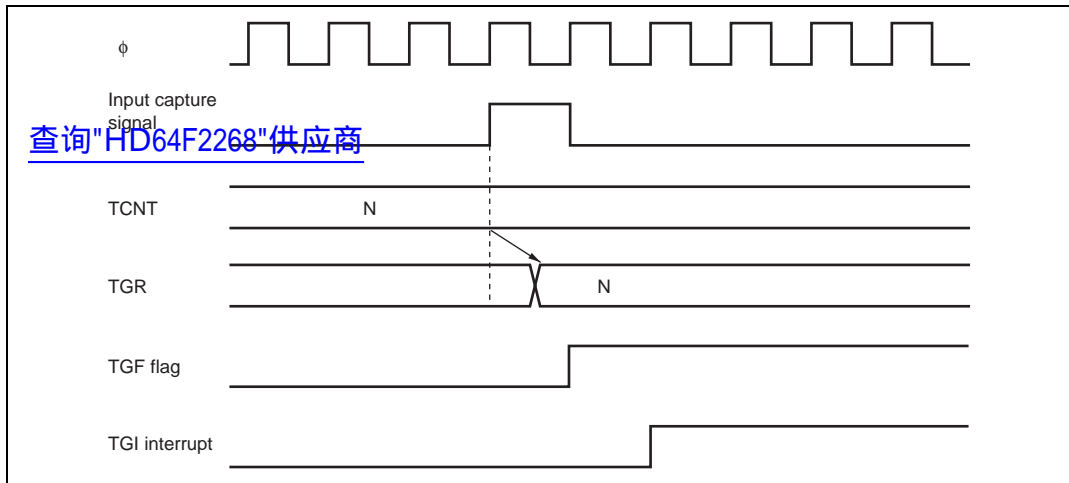 φ
Input capture
signal
查询"HD64F2268"供应商
TCNT
N
TGR
N
TGF flag
TGI interrupt